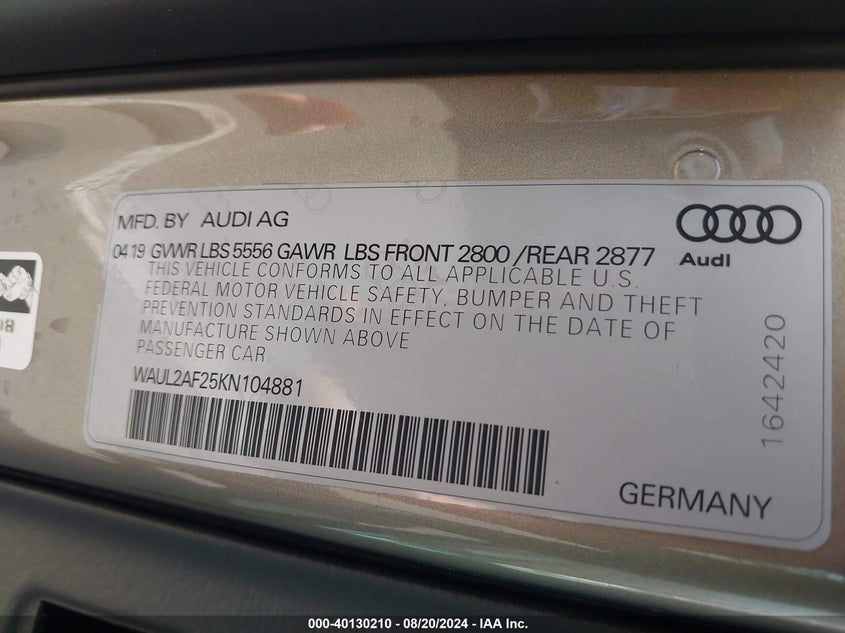 MFD. BY AUDI AG
04 19 GVWR LBS 5556 GAWR LBS FRONT 2800 /REAR 2877
THIS VEHICLE CONFORMS TO ALL APPLICABLE U.S.
FEDERAL MOTOR VEHICLE SAFETY, BUMPER AND THEFT
PREVENTION STANDARDS IN EFFECT ON THE DATE OF
MANUFACTURE SHOWN ABOVE
PASSENGER CAR
WAUL2AF25KN104881
Audi
1642420
GERMANY
000-40130210 - 08/20/2024 - IAA Inc.